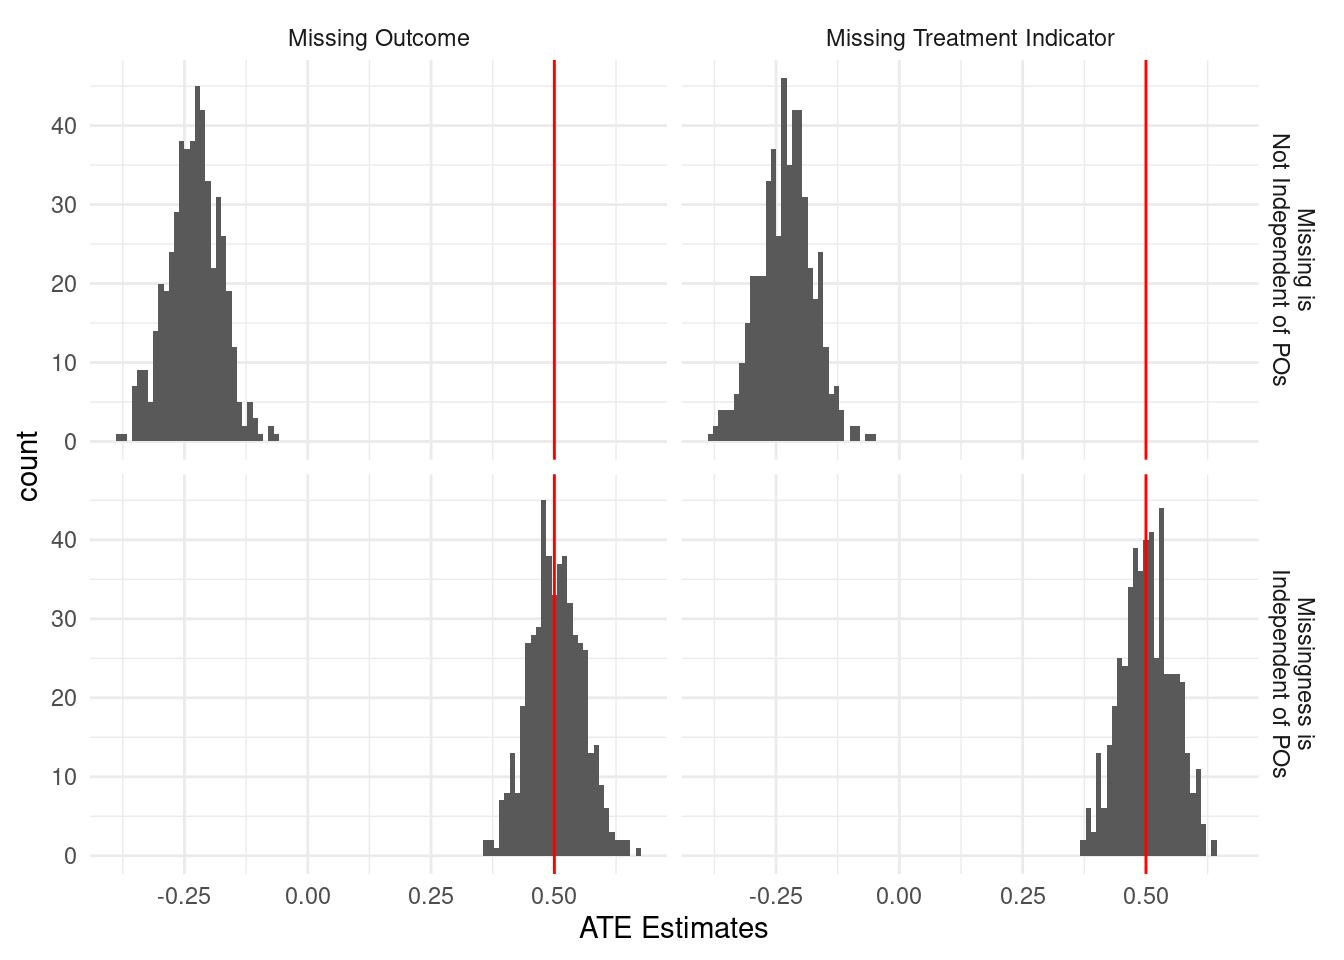 Missing Outcome
Missing Treatment Indicator
40
30
20
10
0
Missing is
Not Independent of POs
count
40
30
20
10
0
Missingness is
Independent of POs
-0.25
0.00
0.25
0.50
-0.25
0.00
0.25
0.50
ATE Estimates